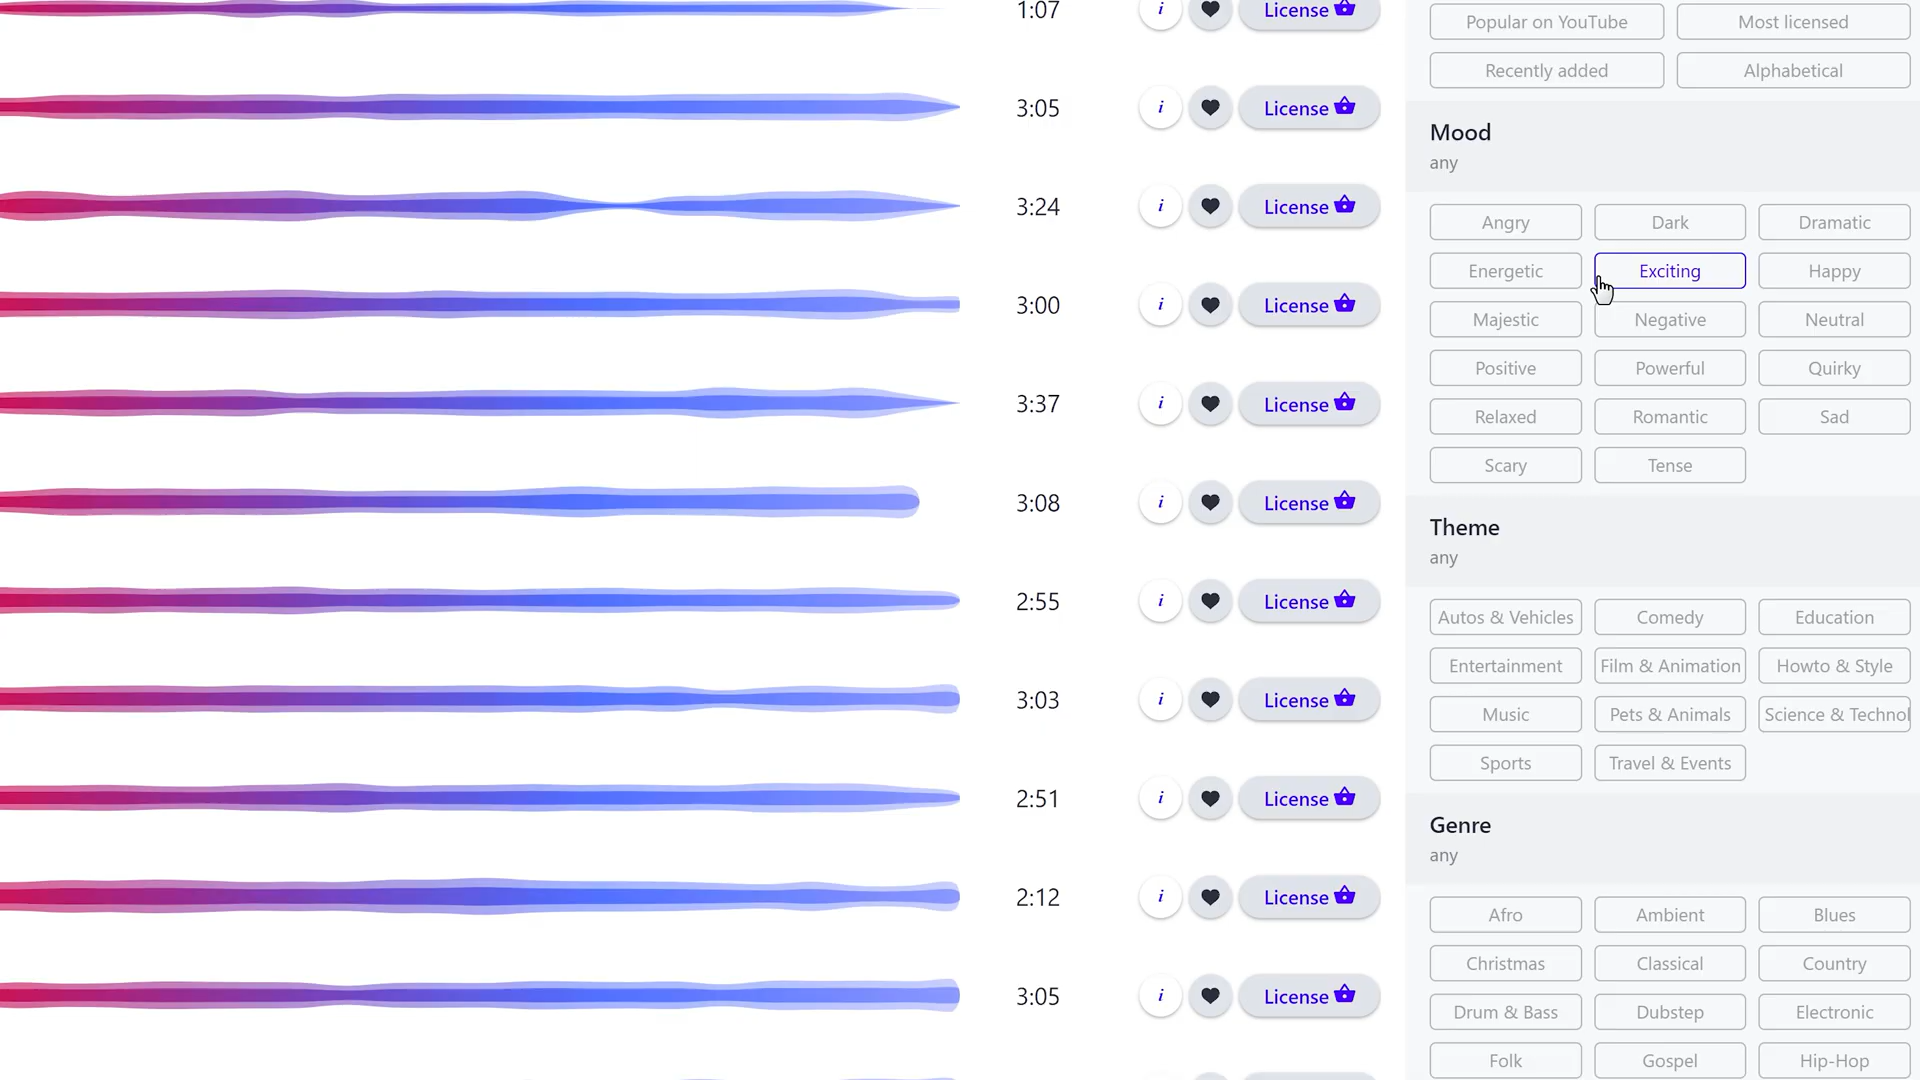 1:07 i License
3:05 i License
3:24 i License
3:00 i License
3:37 i License
3:08 i License
2:55 i License
3:03 i License
2:51 i License
2:12 i License
3:05 i License
Popular on YouTube Most licensed
Recently added Alphabetical
Mood
any
Angry Dark Dramatic
Energetic Exciting Happy
Majestic Negative Neutral
Positive Powerful Quirky
Relaxed Romantic Sad
Scary Tense
Theme
any
Autos & Vehicles Comedy Education
Entertainment Film & Animation Howto & Style
Music Pets & Animals Science & Technol
Sports Travel & Events
Genre
any
Afro Ambient Blues
Christmas Classical Country
Drum & Bass Dubstep Electronic
Folk Gospel Hip-Hop